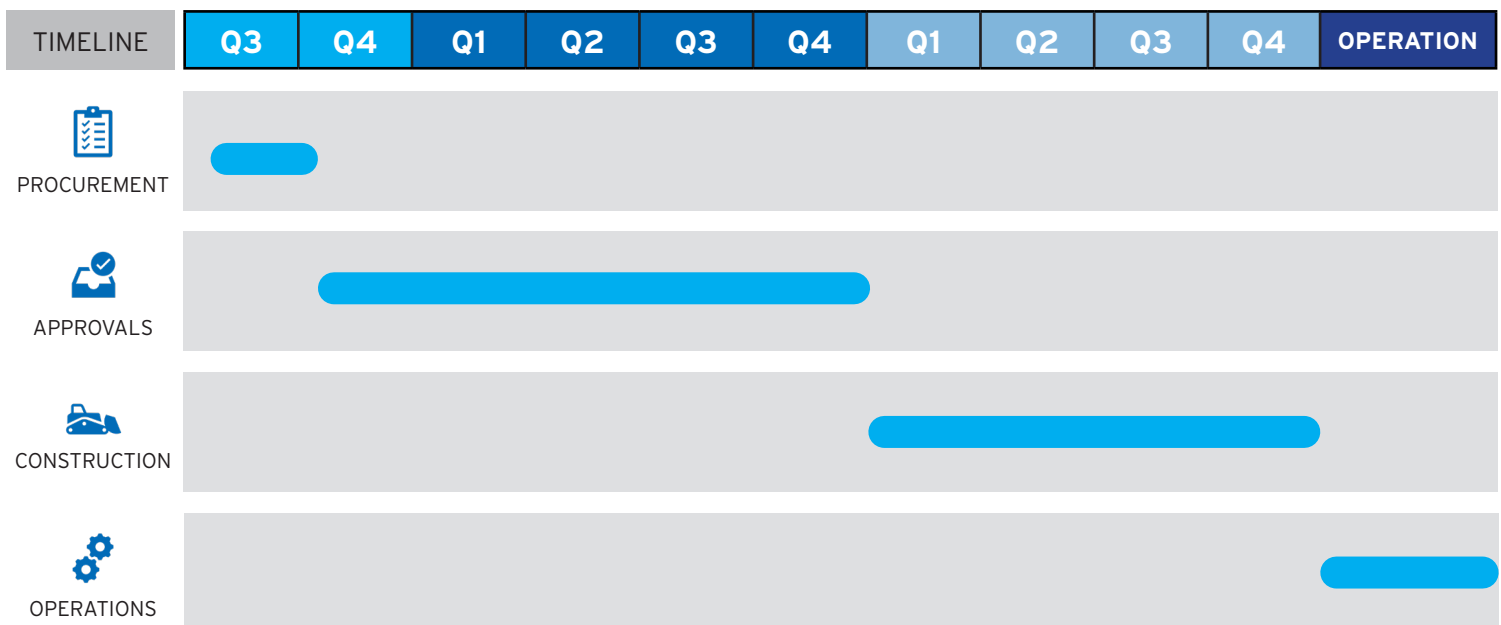 TIMELINE Q3 Q4 Q1 Q2 Q3 Q4 Q1 Q2 Q3 Q4 OPERATION
PROCUREMENT
APPROVALS
CONSTRUCTION
OPERATIONS